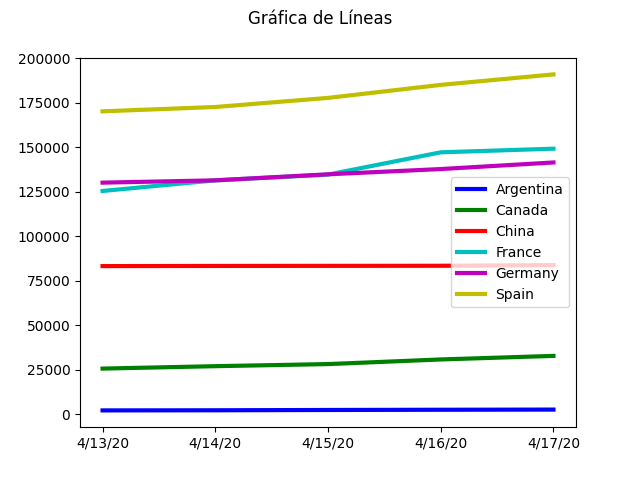 Gráfica de Líneas
200000
175000
150000
125000
100000
75000
50000
25000
0
4/13/20
4/14/20
4/15/20
4/16/20
4/17/20
Argentina
Canada
China
France
Germany
Spain